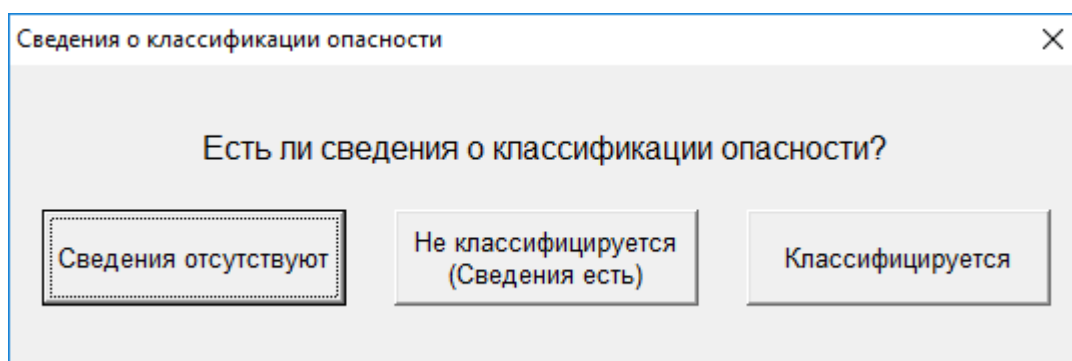 Сведения о классификации опасности
Есть ли сведения о классификации опасности?
Сведения отсутствуют
Не классифицируется
(Сведения есть)
Классифицируется